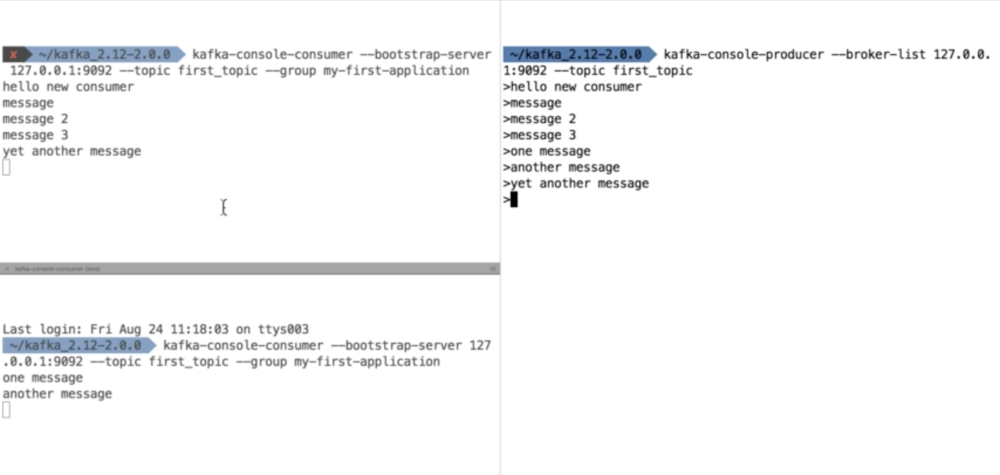 ✘ ~/kafka_2.12-2.0.0 kafka-console-consumer --bootstrap-server
127.0.0.1:9092 --topic first_topic --group my-first-application
hello new consumer
message
message 2
message 3
yet another message
kafka-console-consumer (java)
Last login: Fri Aug 24 11:18:03 on ttys003
~/kafka_2.12-2.0.0 kafka-console-consumer --bootstrap-server 127
.0.0.1:9092 --topic first_topic --group my-first-application
one message
another message
~/kafka_2.12-2.0.0 kafka-console-producer --broker-list 127.0.0.
1:9092 --topic first_topic
>hello new consumer
>message
>message 2
>message 3
>one message
>another message
>yet another message
>